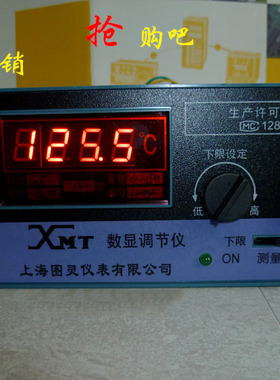 抢
购吧
销
生产许可
MC 128
125.5 °C
下限设定
低
高
XMT 数显调节仪
下限
上海图灵仪表有限公司
ON
测量